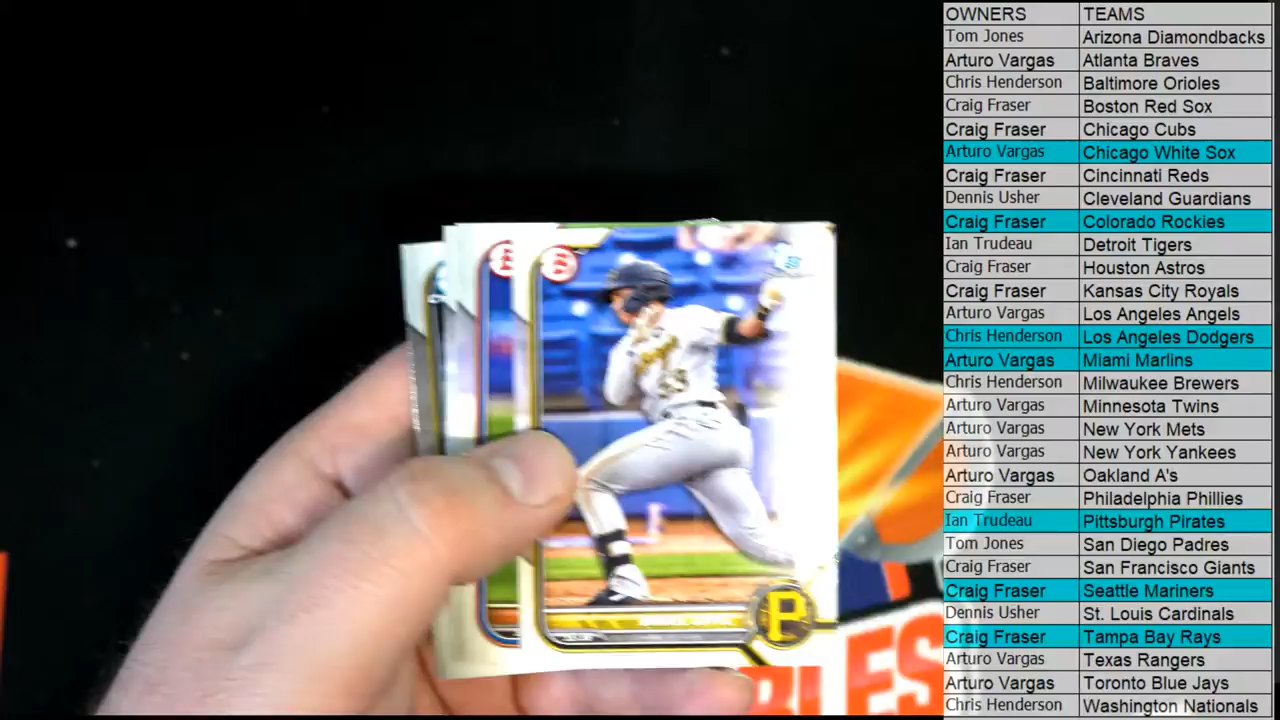 OWNERS TEAMS
Tom Jones Arizona Diamondbacks
Arturo Vargas Atlanta Braves
Chris Henderson Baltimore Orioles
Craig Fraser Boston Red Sox
Craig Fraser Chicago Cubs
Arturo Vargas Chicago White Sox
Craig Fraser Cincinnati Reds
Dennis Usher Cleveland Guardians
Craig Fraser Colorado Rockies
Ian Trudeau Detroit Tigers
Craig Fraser Houston Astros
Craig Fraser Kansas City Royals
Arturo Vargas Los Angeles Angels
Chris Henderson Los Angeles Dodgers
Arturo Vargas Miami Marlins
Chris Henderson Milwaukee Brewers
Arturo Vargas Minnesota Twins
Arturo Vargas New York Mets
Arturo Vargas New York Yankees
Arturo Vargas Oakland A's
Craig Fraser Philadelphia Phillies
Ian Trudeau Pittsburgh Pirates
Tom Jones San Diego Padres
Craig Fraser San Francisco Giants
Craig Fraser Seattle Mariners
Dennis Usher St. Louis Cardinals
Craig Fraser Tampa Bay Rays
Arturo Vargas Texas Rangers
Arturo Vargas Toronto Blue Jays
Chris Henderson Washington Nationals
B
P
BLES